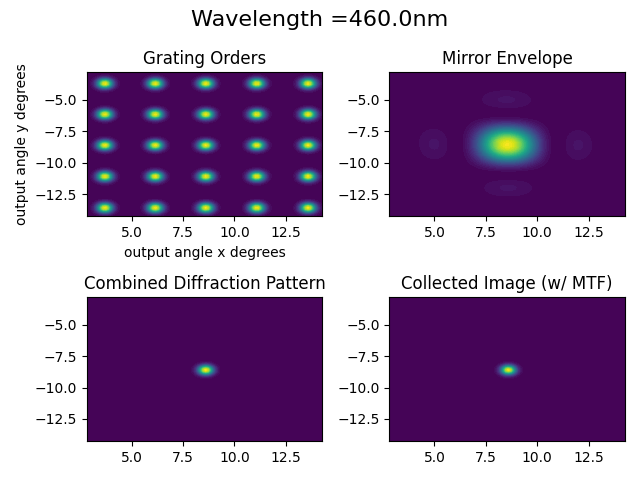 Wavelength =460.0nm
Grating Orders
Mirror Envelope
output angle y degrees
−5.0
−7.5
−10.0
−12.5
5.0 7.5 10.0 12.5
output angle x degrees
−5.0
−7.5
−10.0
−12.5
5.0 7.5 10.0 12.5
Combined Diffraction Pattern
Collected Image (w/ MTF)
−5.0
−7.5
−10.0
−12.5
5.0 7.5 10.0 12.5
−5.0
−7.5
−10.0
−12.5
5.0 7.5 10.0 12.5